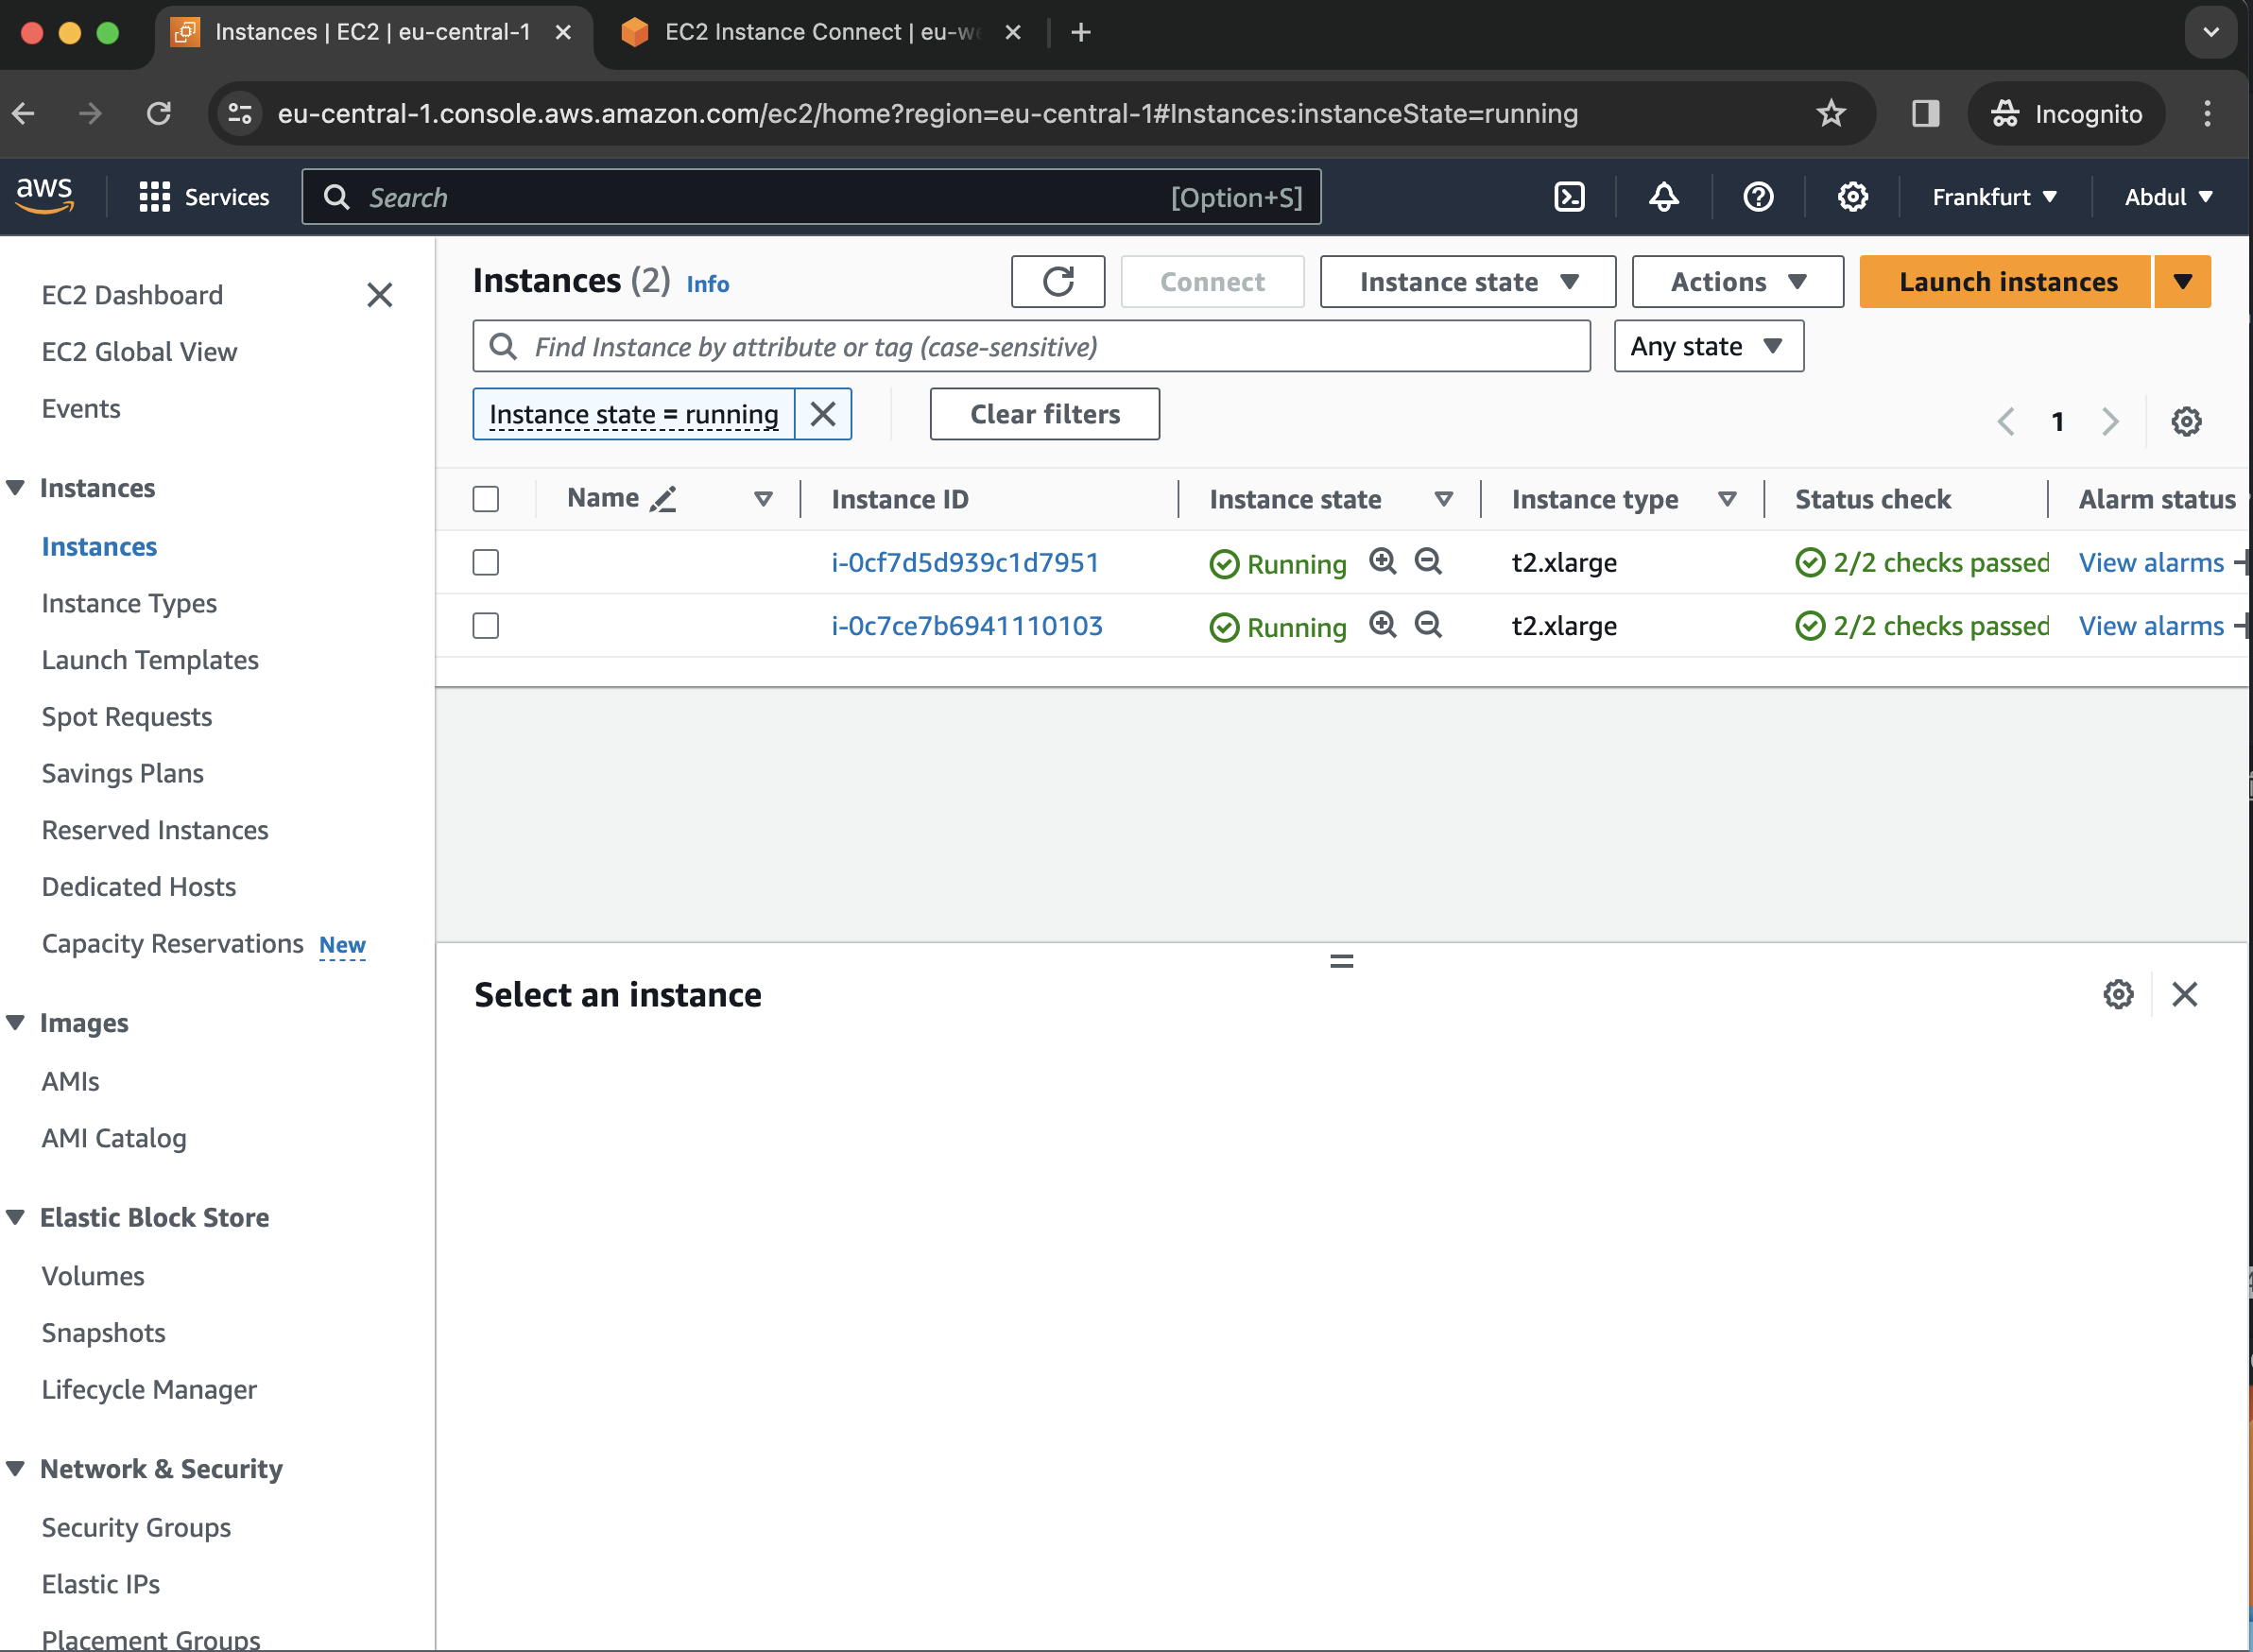 Instances | EC2 | eu-central-1
EC2 Instance Connect | eu-we
eu-central-1.console.aws.amazon.com/ec2/home?region=eu-central-1#Instances:instanceState=running
Incognito
aws
Services
Search
[Option+S]
Frankfurt
Abdul
EC2 Dashboard
EC2 Global View
Events
Instances
Instances
Instance Types
Launch Templates
Spot Requests
Savings Plans
Reserved Instances
Dedicated Hosts
Capacity Reservations New
Images
AMIs
AMI Catalog
Elastic Block Store
Volumes
Snapshots
Lifecycle Manager
Network & Security
Security Groups
Elastic IPs
Placement Groups
Instances (2) Info
Connect
Instance state
Actions
Launch instances
Find Instance by attribute or tag (case-sensitive)
Any state
Instance state = running
Clear filters
1
Name Instance ID Instance state Instance type Status check Alarm status
i-0cf7d5d939c1d7951 Running t2.xlarge 2/2 checks passed View alarms
i-0c7ce7b6941110103 Running t2.xlarge 2/2 checks passed View alarms
Select an instance